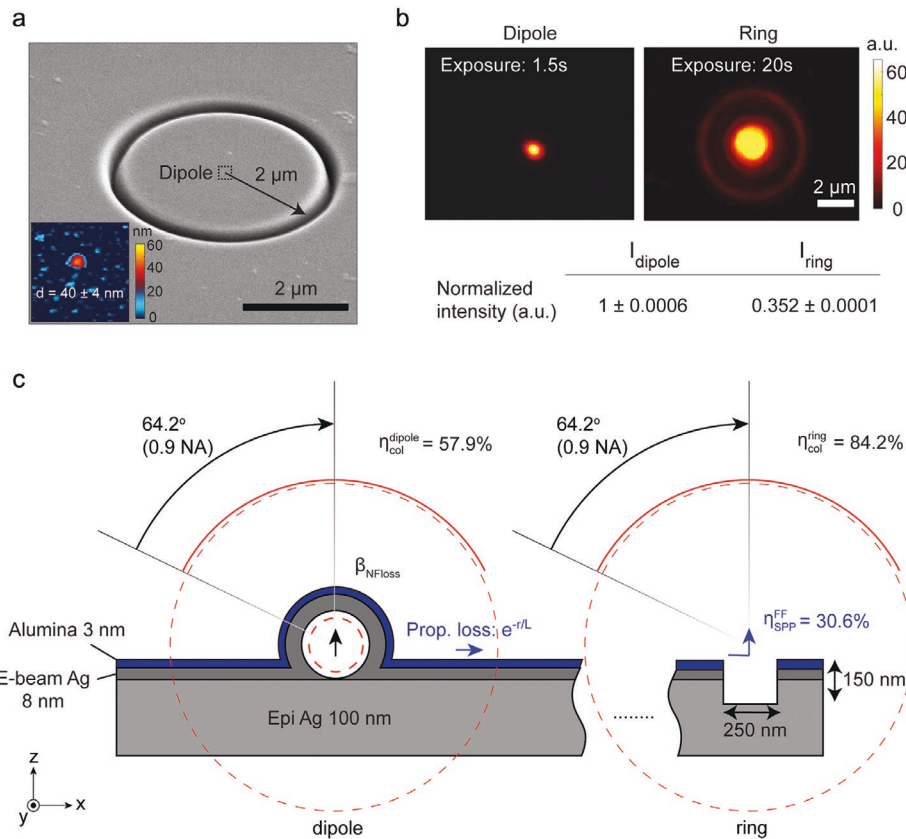 a
Dipole
2 µm
nm
60
40
20
0
d = 40 ± 4 nm
2 µm
b
Dipole
Ring
a.u.
Exposure: 1.5s
Exposure: 20s
60
40
20
0
2 µm
I_dipole
I_ring
Normalized
intensity (a.u.)
1 ± 0.0006
0.352 ± 0.0001
c
64.2°
(0.9 NA)
η_col^dipole = 57.9%
64.2°
(0.9 NA)
η_col^ring = 84.2%
β_NFloss
Prop. loss: e^-r/L
η_SPP^FF = 30.6%
Alumina 3 nm
E-beam Ag
8 nm
Epi Ag 100 nm
........
150 nm
250 nm
z
y
x
dipole
ring